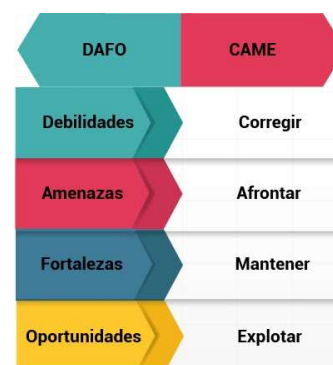 DAFO CAME
Debilidades Corregir
Amenazas Afrontar
Fortalezas Mantener
Oportunidades Explotar